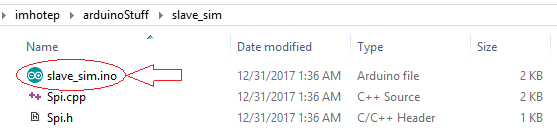 imhotep > arduinoStuff > slave_sim
Name Date modified Type Size
slave_sim.ino 12/31/2017 1:36 AM Arduino file 2 KB
Spi.cpp 12/31/2017 1:36 AM C++ Source 2 KB
Spi.h 12/31/2017 1:36 AM C/C++ Header 1 KB